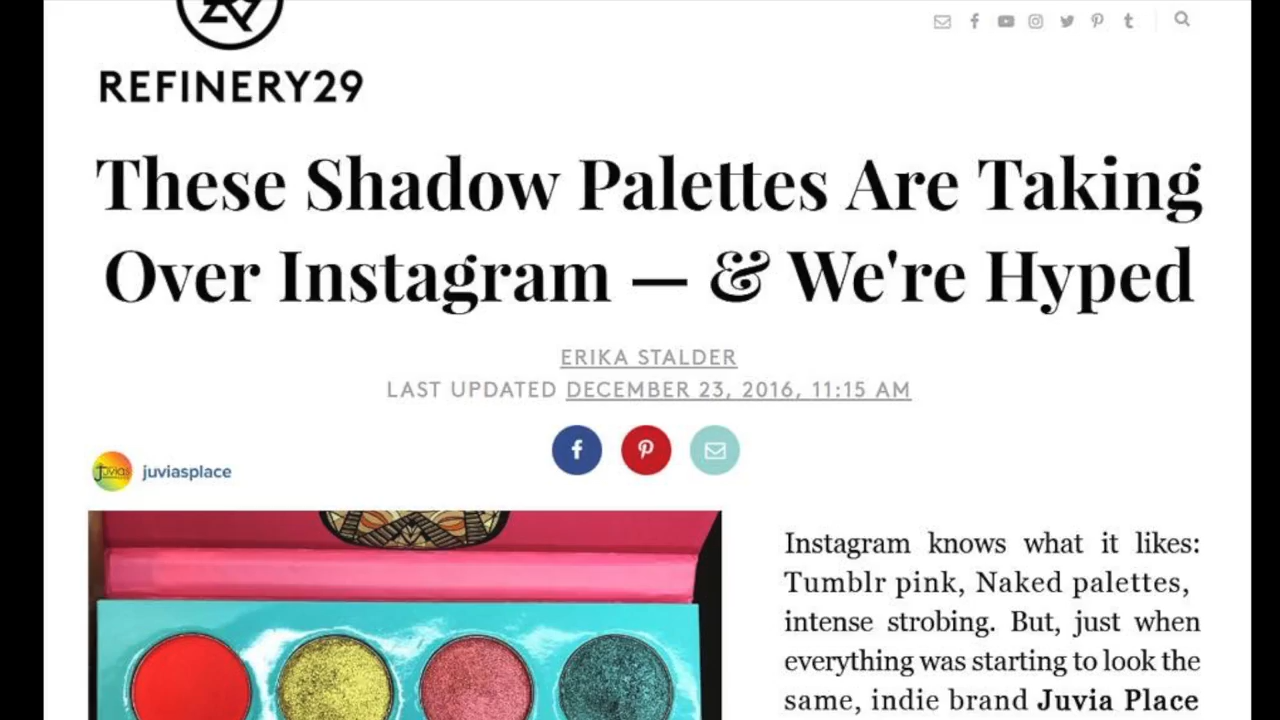 REFINERY29
These Shadow Palettes Are Taking
Over Instagram — & We're Hyped
ERIKA STALDER
LAST UPDATED DECEMBER 23, 2016, 11:15 AM
juviasplace
Instagram knows what it likes:
Tumblr pink, Naked palettes,
intense strobing. But, just when
everything was starting to look the
same, indie brand Juvia Place